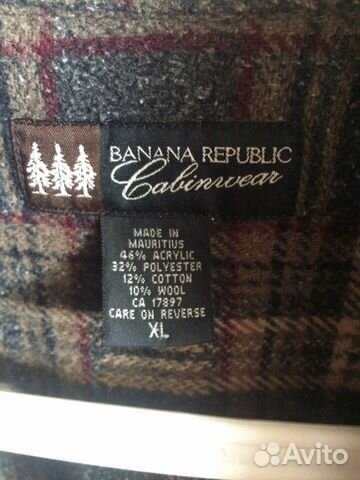 BANANA REPUBLIC
Cabinwear
MADE IN
MAURITIUS
46% ACRYLIC
32% POLYESTER
12% COTTON
10% WOOL
CA 17897
CARE ON REVERSE
XL
Avito